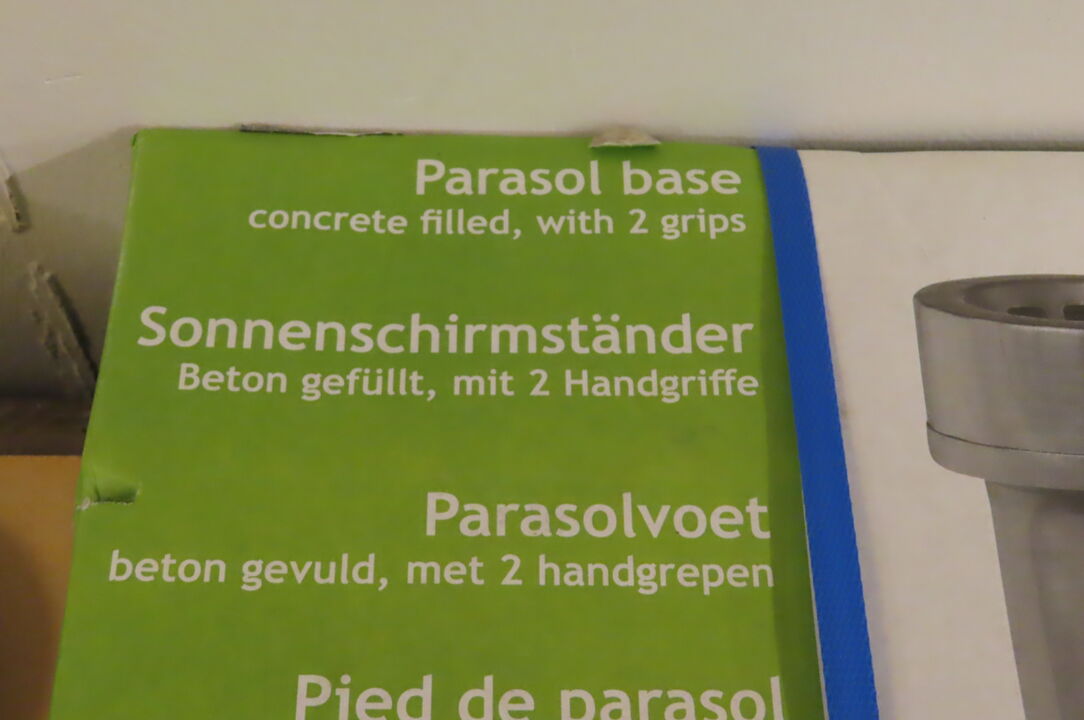 Parasol base
concrete filled, with 2 grips
Sonnenschirmständer
Beton gefüllt, mit 2 Handgriffe
Parasolvoet
beton gevuld, met 2 handgrepen
Pied de parasol